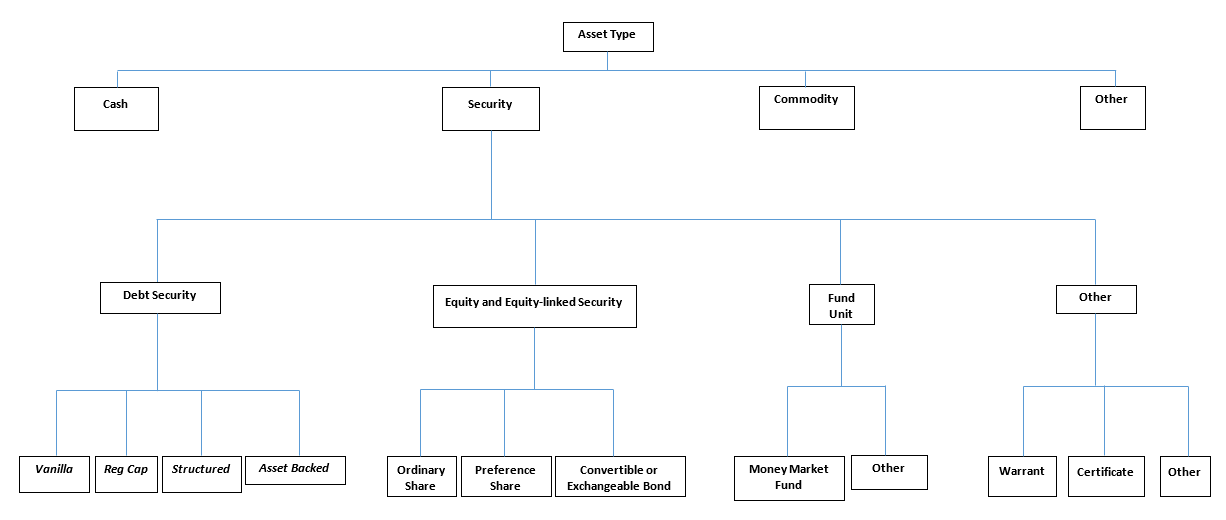 Asset Type
Cash
Security
Commodity
Other
Debt Security
Equity and Equity-linked Security
Fund
Unit
Other
Vanilla
Reg Cap
Structured
Asset Backed
Ordinary
Share
Preference
Share
Convertible or
Exchangeable Bond
Money Market
Fund
Other
Warrant
Certificate
Other